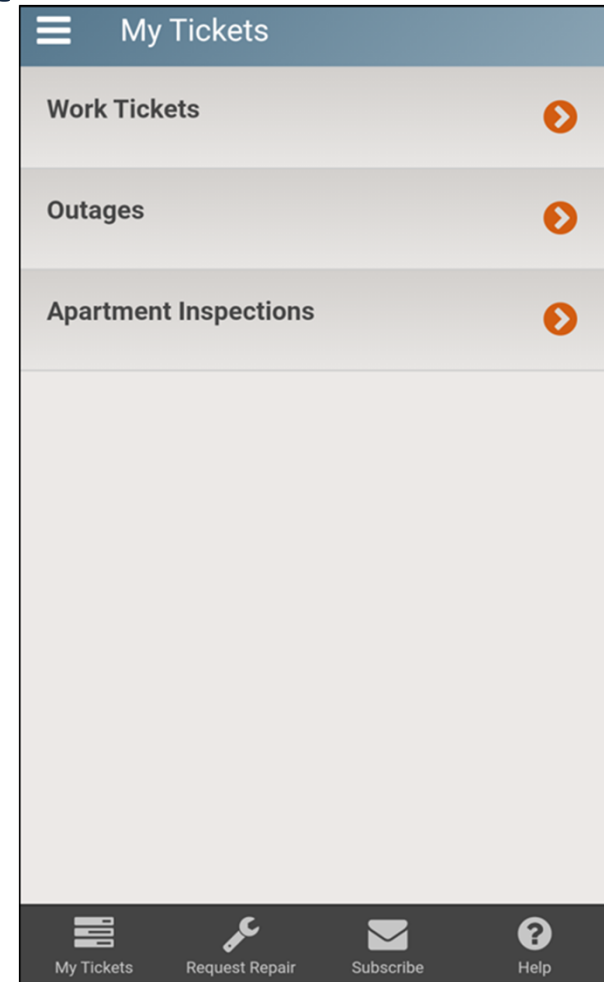 My Tickets
Work Tickets
Outages
Apartment Inspections
My Tickets Request Repair Subscribe Help